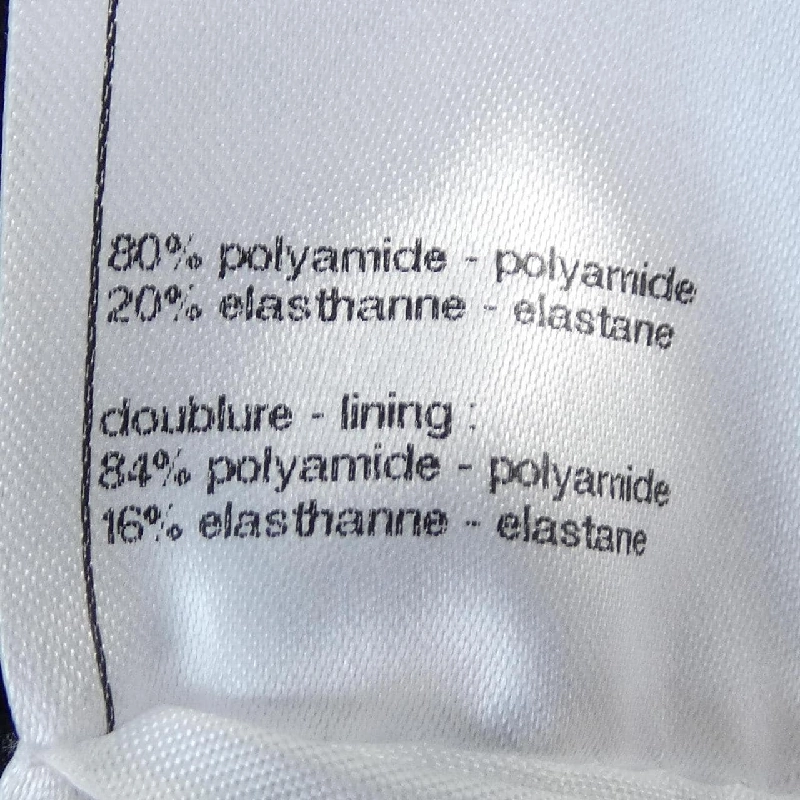 80% polyamide - polyamide
20% elasthanne - elastane
doublure - lining :
84% polyamide - polyamide
16% elasthanne - elastane